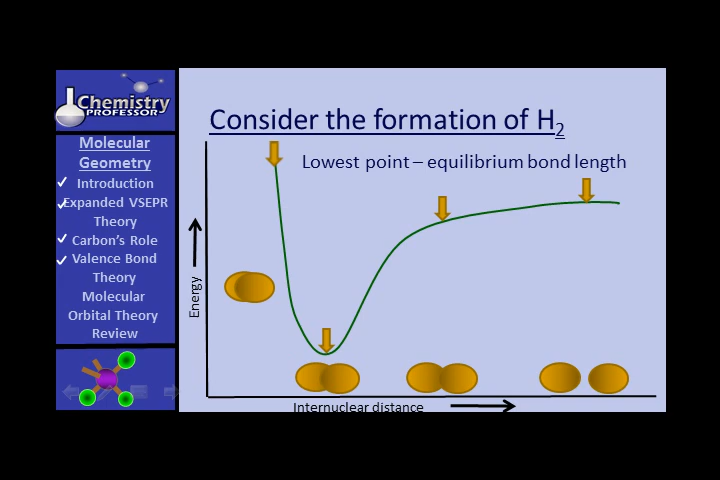 Chemistry
PROFESSOR
Molecular
Geometry
Introduction
Expanded VSEPR
Theory
Carbon's Role
Valence Bond
Theory
Molecular
Orbital Theory
Review
Consider the formation of H₂
Lowest point – equilibrium bond length
Energy
Internuclear distance